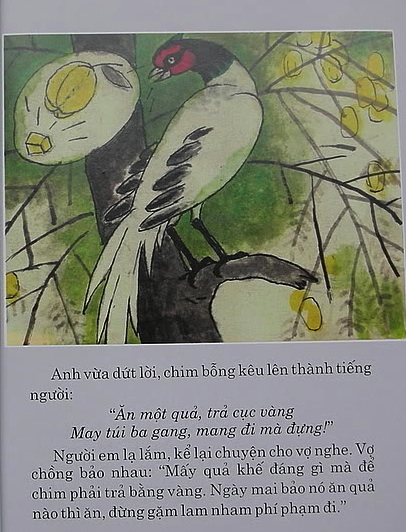 Anh vừa dứt lời, chim bỗng kêu lên thành tiếng
người:
“Ăn một quả, trả cục vàng
May túi ba gang, mang đi mà đựng!”
Người em lạ lắm, kể lại chuyện cho vợ nghe. Vợ
chồng bảo nhau: “Mấy quả khế đáng gì mà để
chim phải trả bằng vàng. Ngày mai bảo nó ăn quả
nào thì ăn, đừng gặm lam nham phí phạm đi.”